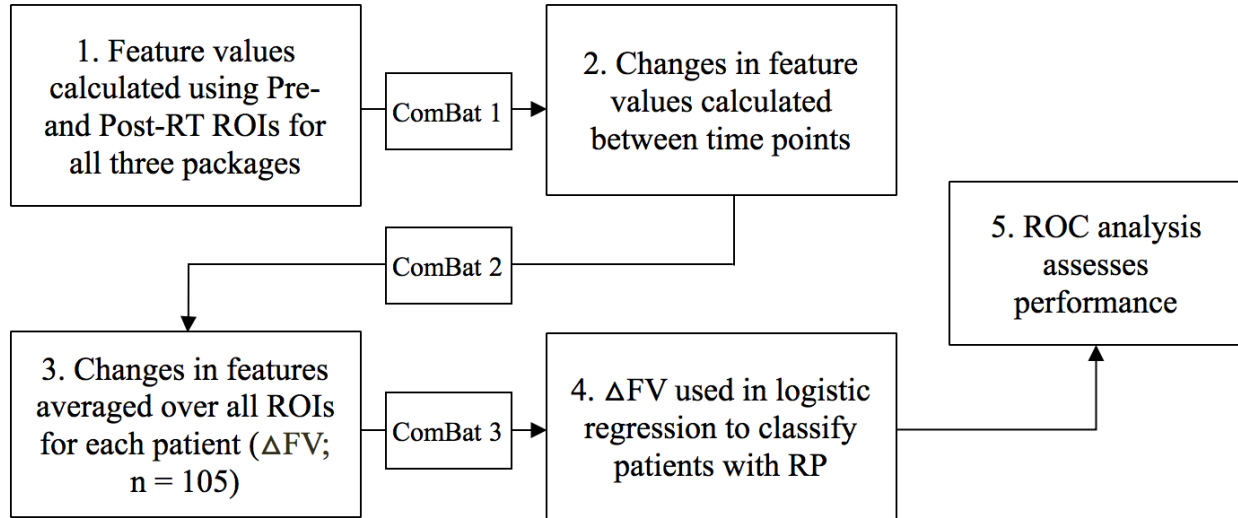 1. Feature values
calculated using Pre-
and Post-RT ROIs for
all three packages
ComBat 1
2. Changes in feature
values calculated
between time points
ComBat 2
3. Changes in features
averaged over all ROIs
for each patient (△FV;
n = 105)
ComBat 3
4. △FV used in logistic
regression to classify
patients with RP
5. ROC analysis
assesses
performance